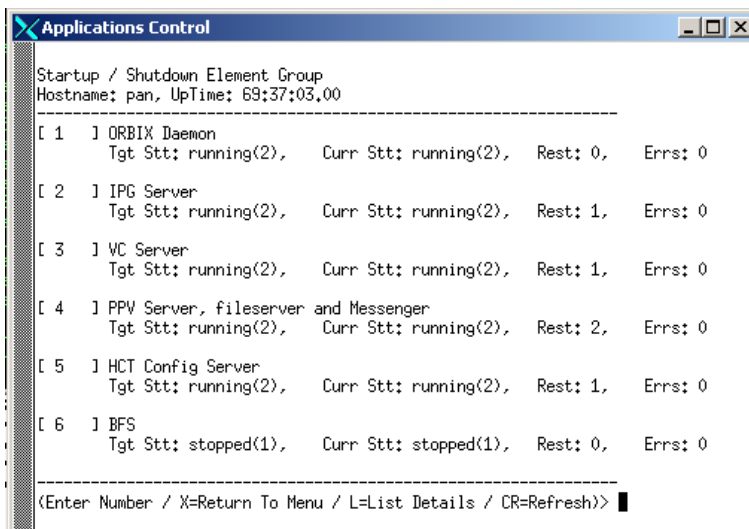 Applications Control
Startup / Shutdown Element Group
Hostname: pan, UpTime: 69:37:03.00
----------------------------------------------------------------
[ 1   ] ORBIX Daemon
Tgt Stt: running(2),    Curr Stt: running(2),   Rest: 0,    Errs: 0
[ 2   ] IPG Server
Tgt Stt: running(2),    Curr Stt: running(2),   Rest: 1,    Errs: 0
[ 3   ] VC Server
Tgt Stt: running(2),    Curr Stt: running(2),   Rest: 1,    Errs: 0
[ 4   ] PPV Server, fileserver and Messenger
Tgt Stt: running(2),    Curr Stt: running(2),   Rest: 2,    Errs: 0
[ 5   ] HCT Config Server
Tgt Stt: running(2),    Curr Stt: running(2),   Rest: 1,    Errs: 0
[ 6   ] BFS
Tgt Stt: stopped(1),    Curr Stt: stopped(1),   Rest: 0,    Errs: 0
----------------------------------------------------------------
(Enter Number / X=Return To Menu / L=List Details / CR=Refresh)>